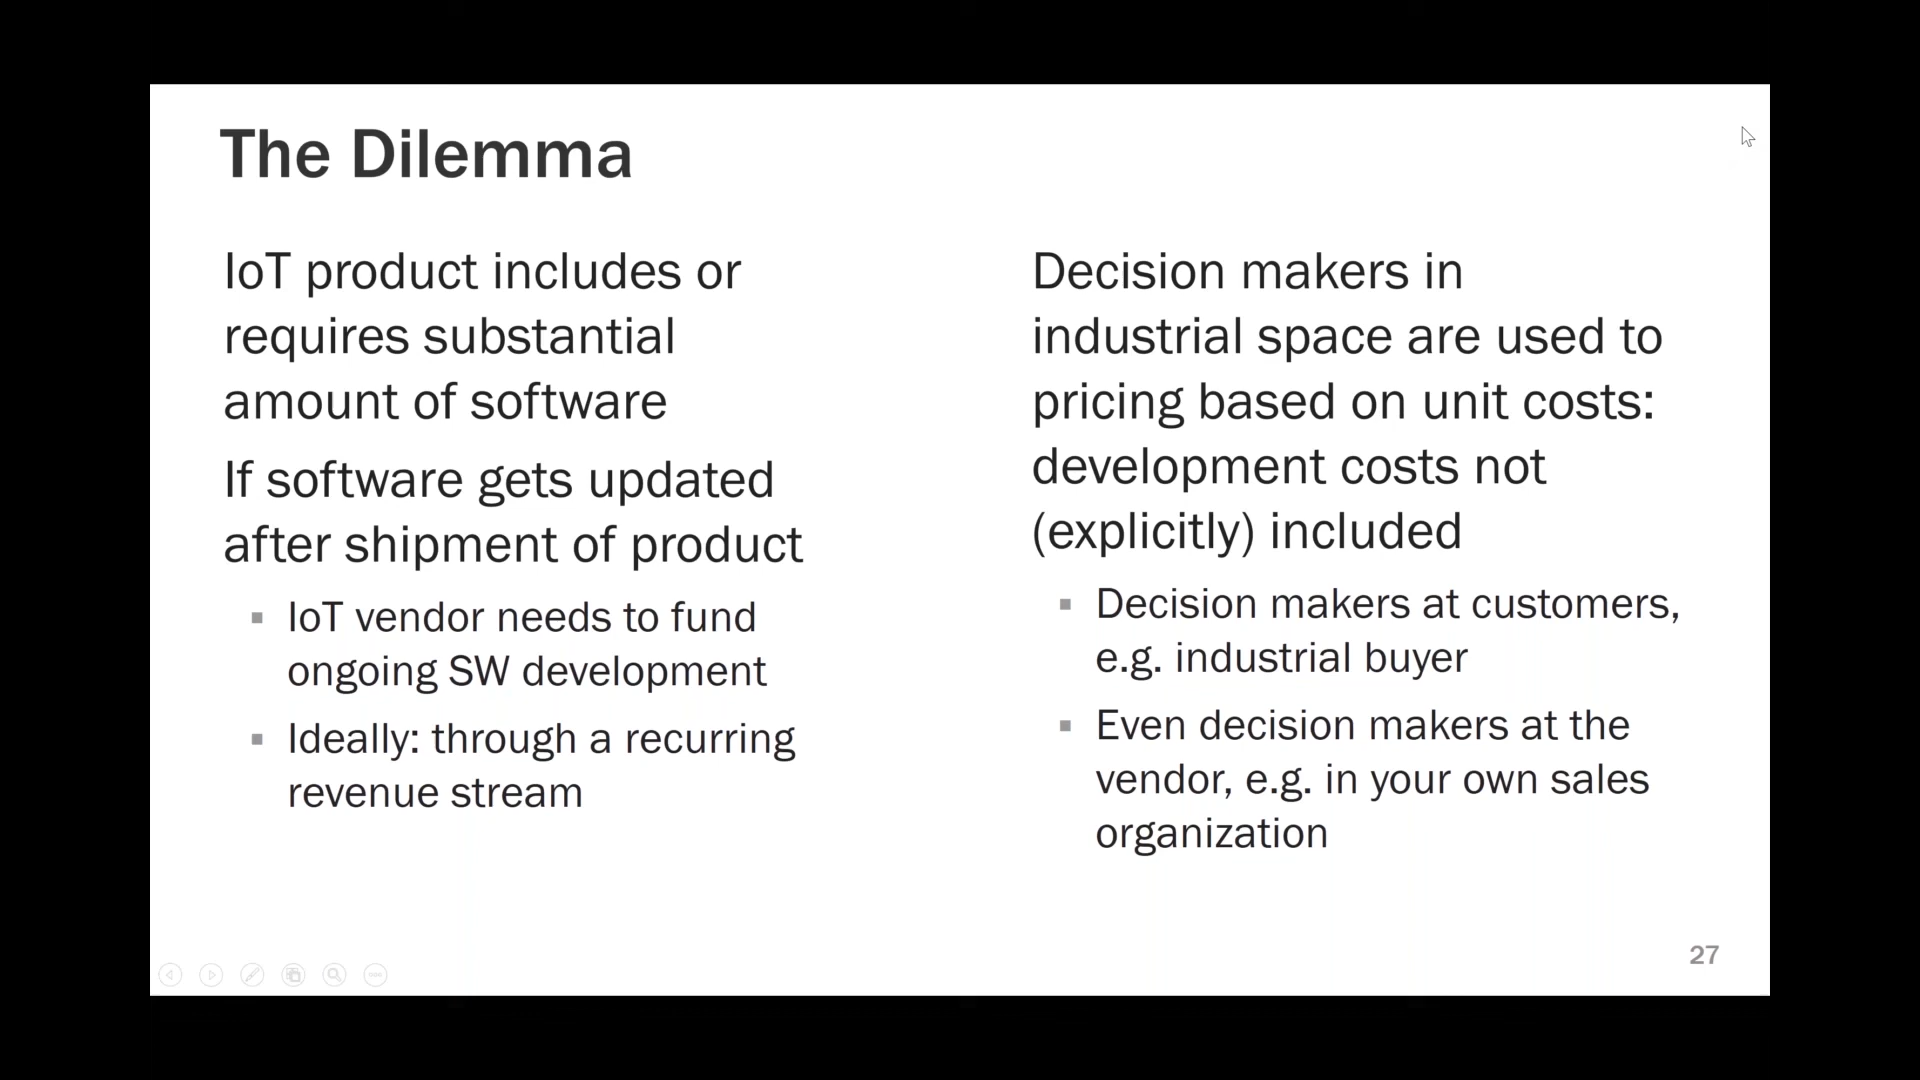 The Dilemma
IoT product includes or
requires substantial
amount of software
If software gets updated
after shipment of product
▪ IoT vendor needs to fund
ongoing SW development
▪ Ideally: through a recurring
revenue stream
Decision makers in
industrial space are used to
pricing based on unit costs:
development costs not
(explicitly) included
▪ Decision makers at customers,
e.g. industrial buyer
▪ Even decision makers at the
vendor, e.g. in your own sales
organization
27